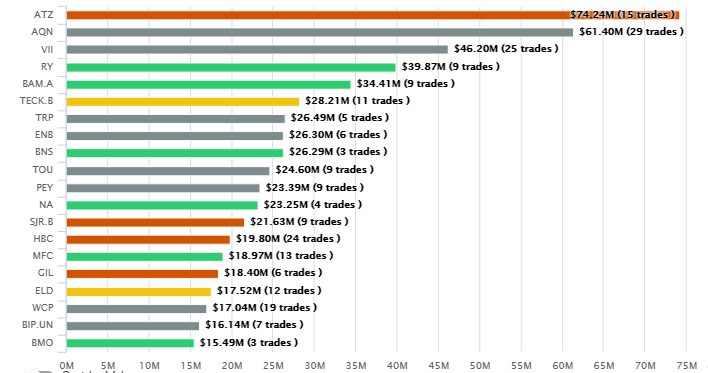 ATZ $74.24M (15 trades )
AQN $61.40M (29 trades )
VII $46.20M (25 trades )
RY $39.87M (9 trades )
BAM.A $34.41M (9 trades )
TECK.B $28.21M (11 trades )
TRP $26.49M (5 trades )
ENB $26.30M (6 trades )
BNS $26.29M (3 trades )
TOU $24.60M (9 trades )
PEY $23.39M (9 trades )
NA $23.25M (4 trades )
SJR.B $21.63M (9 trades )
HBC $19.80M (24 trades )
MFC $18.97M (13 trades )
GIL $18.40M (6 trades )
ELD $17.52M (12 trades )
WCP $17.04M (19 trades )
BIP.UN $16.14M (7 trades )
BMO $15.49M (3 trades )
0M 5M 10M 15M 20M 25M 30M 35M 40M 45M 50M 55M 60M 65M 70M 75M